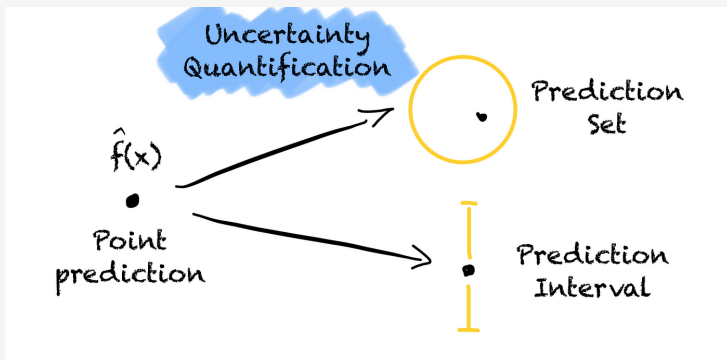 Uncertainty
Quantification
Prediction
Set
f̂(x)
Point
prediction
Prediction
Interval